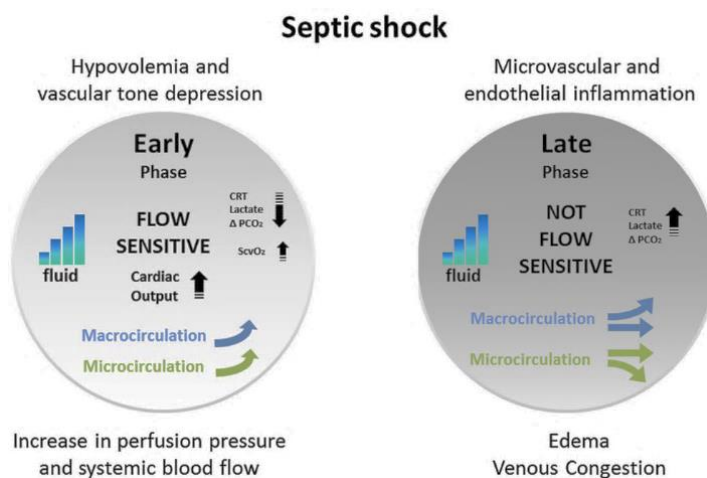 Septic shock
Hypovolemia and
vascular tone depression
Early
Phase
FLOW
SENSITIVE
CRT
Lactate
Δ PCO₂
ScvO₂
fluid
Cardiac
Output
Macrocirculation
Microcirculation
Increase in perfusion pressure
and systemic blood flow
Microvascular and
endothelial inflammation
Late
Phase
NOT
FLOW
SENSITIVE
CRT
Lactate
Δ PCO₂
fluid
Macrocirculation
Microcirculation
Edema
Venous Congestion